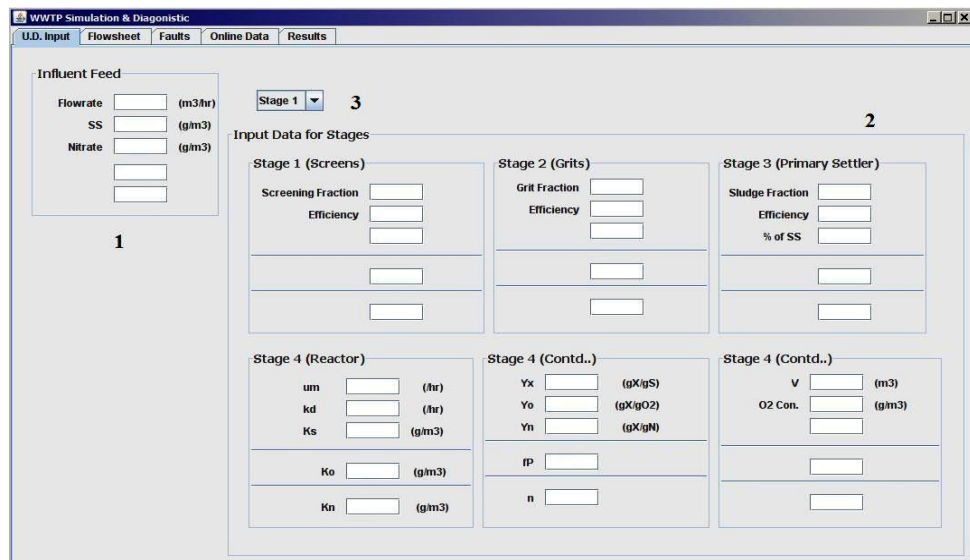 WWTP Simulation & Diagonistic
U.D. Input Flowsheet Faults Online Data Results
Influent Feed
Flowrate (m3/hr)
SS (g/m3)
Nitrate (g/m3)
1
Stage 1
3
2
Input Data for Stages
Stage 1 (Screens)
Screening Fraction
Efficiency
Stage 2 (Grits)
Grit Fraction
Efficiency
Stage 3 (Primary Settler)
Sludge Fraction
Efficiency
% of SS
Stage 4 (Reactor)
um (/hr)
kd (/hr)
Ks (g/m3)
Ko (g/m3)
Kn (g/m3)
Stage 4 (Contd..)
Yx (gX/gS)
Yo (gX/gO2)
Yn (gX/gN)
fP
n
Stage 4 (Contd..)
V (m3)
O2 Con. (g/m3)